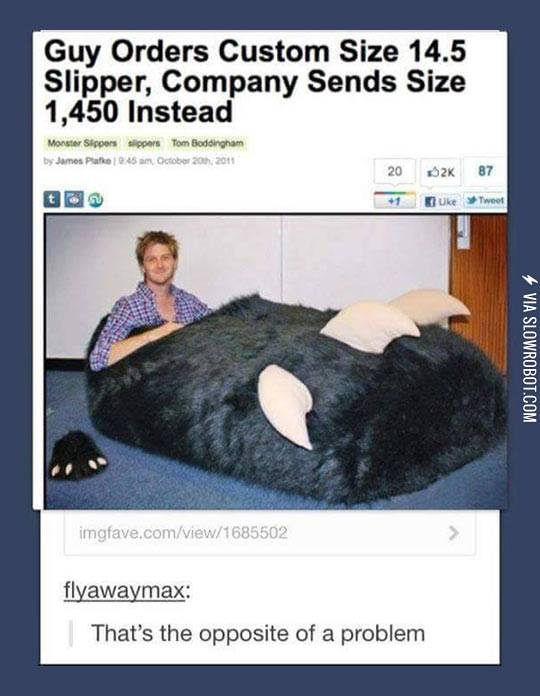 Guy Orders Custom Size 14.5
Slipper, Company Sends Size
1,450 Instead
Monster Slippers slippers Tom Boddingham
by James Plafke | 9:45 am, October 20th, 2011
20 2K 87
+1 Like Tweet
VIA SLOWROBOT.COM
imgfave.com/view/1685502 >
flyawaymax:
That's the opposite of a problem